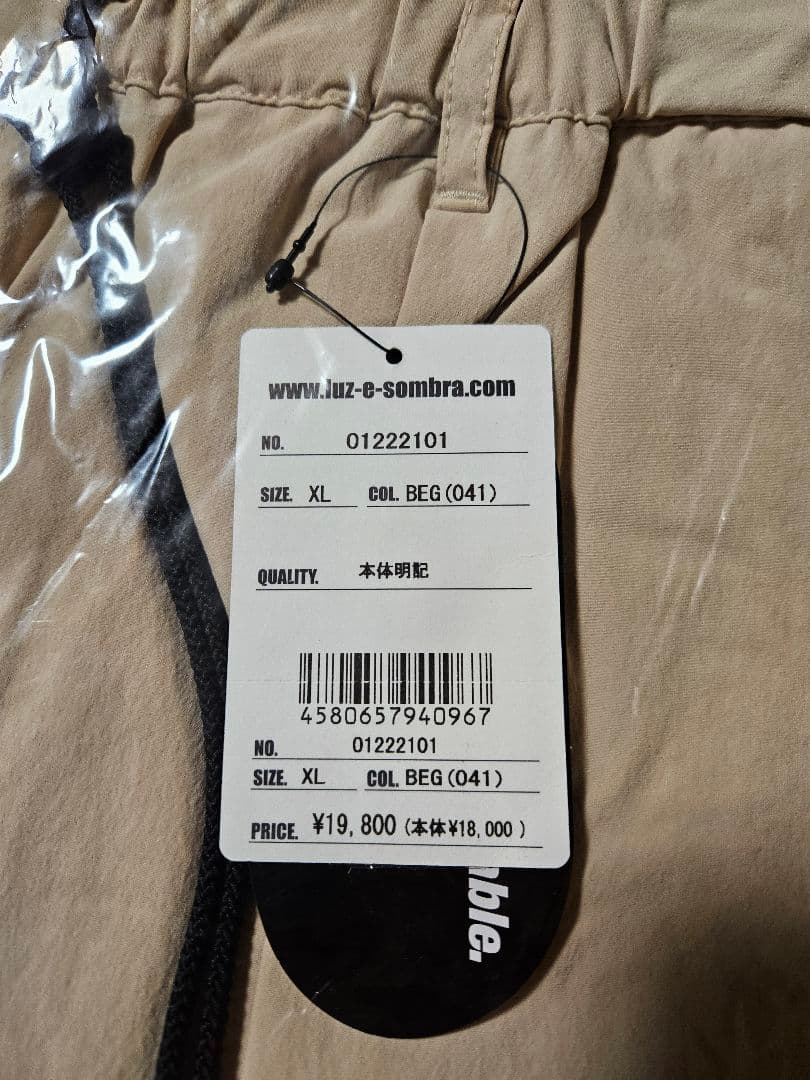 www.luz-e-sombra.com
NO. 01222101
SIZE. XL COL. BEG(041)
QUALITY. 本体明記
4580657940967
NO. 01222101
SIZE. XL COL. BEG(041)
PRICE. ¥19,800 (本体¥18,000 )